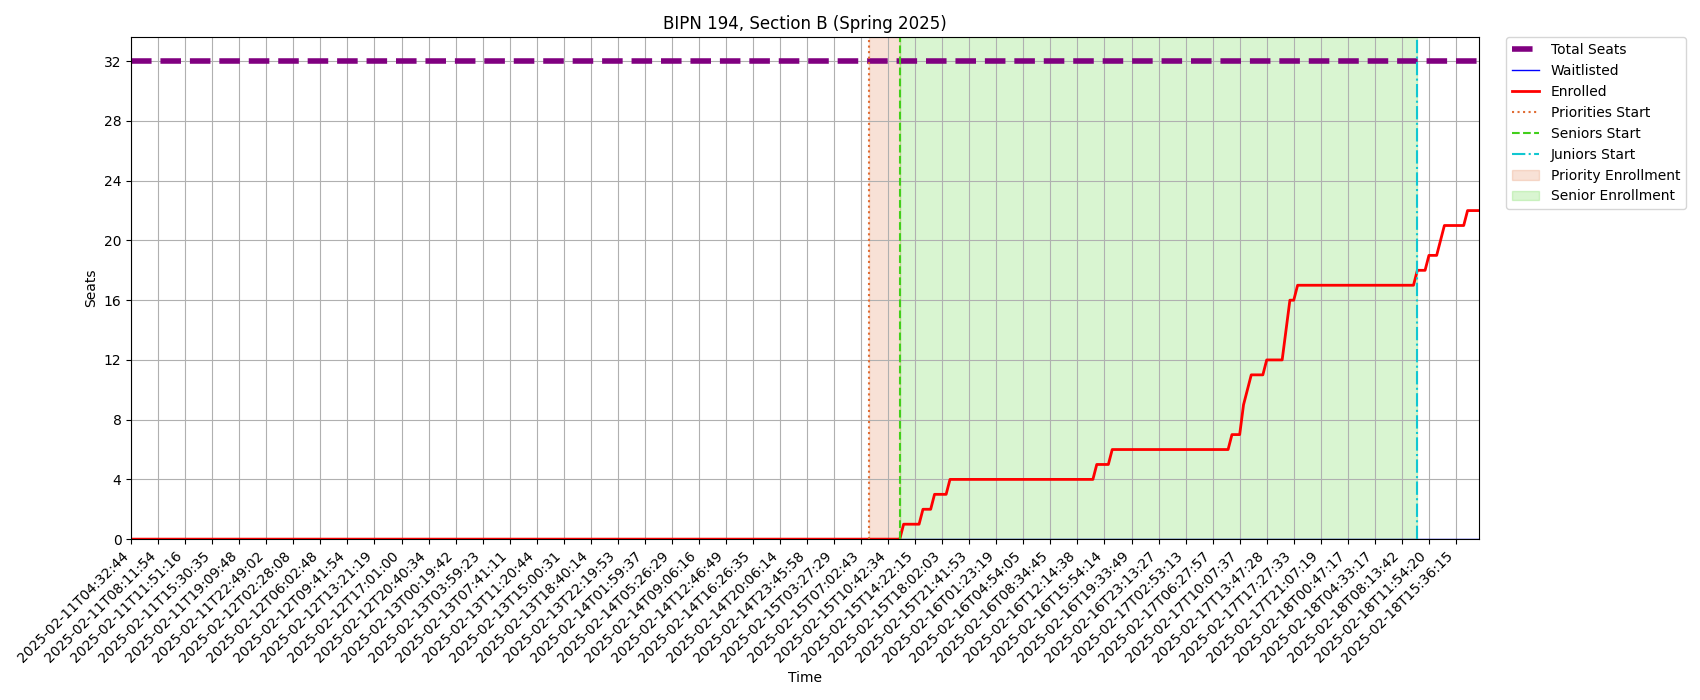 BIPN 194, Section B (Spring 2025)
Total Seats
Waitlisted
Enrolled
Priorities Start
Seniors Start
Juniors Start
Priority Enrollment
Senior Enrollment
Seats
32
28
24
20
16
12
8
4
0
2025-02-11T04:32:44
2025-02-11T08:11:54
2025-02-11T11:51:16
2025-02-11T15:30:35
2025-02-11T19:09:48
2025-02-11T22:49:02
2025-02-12T02:28:08
2025-02-12T06:02:48
2025-02-12T09:41:54
2025-02-12T13:21:19
2025-02-12T17:01:00
2025-02-12T20:40:34
2025-02-13T00:19:42
2025-02-13T03:59:23
2025-02-13T07:41:11
2025-02-13T11:20:44
2025-02-13T15:00:31
2025-02-13T18:40:14
2025-02-13T22:19:53
2025-02-14T01:59:37
2025-02-14T05:26:29
2025-02-14T09:06:16
2025-02-14T12:46:49
2025-02-14T16:26:35
2025-02-14T20:06:14
2025-02-14T23:45:58
2025-02-15T03:27:29
2025-02-15T07:02:43
2025-02-15T10:42:34
2025-02-15T14:22:15
2025-02-15T18:02:03
2025-02-15T21:41:53
2025-02-16T01:23:19
2025-02-16T04:54:05
2025-02-16T08:34:45
2025-02-16T12:14:38
2025-02-16T15:54:14
2025-02-16T19:33:49
2025-02-16T23:13:27
2025-02-17T02:53:13
2025-02-17T06:27:57
2025-02-17T10:07:37
2025-02-17T13:47:28
2025-02-17T17:27:33
2025-02-17T21:07:19
2025-02-18T00:47:17
2025-02-18T04:33:17
2025-02-18T08:13:42
2025-02-18T11:54:20
2025-02-18T15:36:15
Time